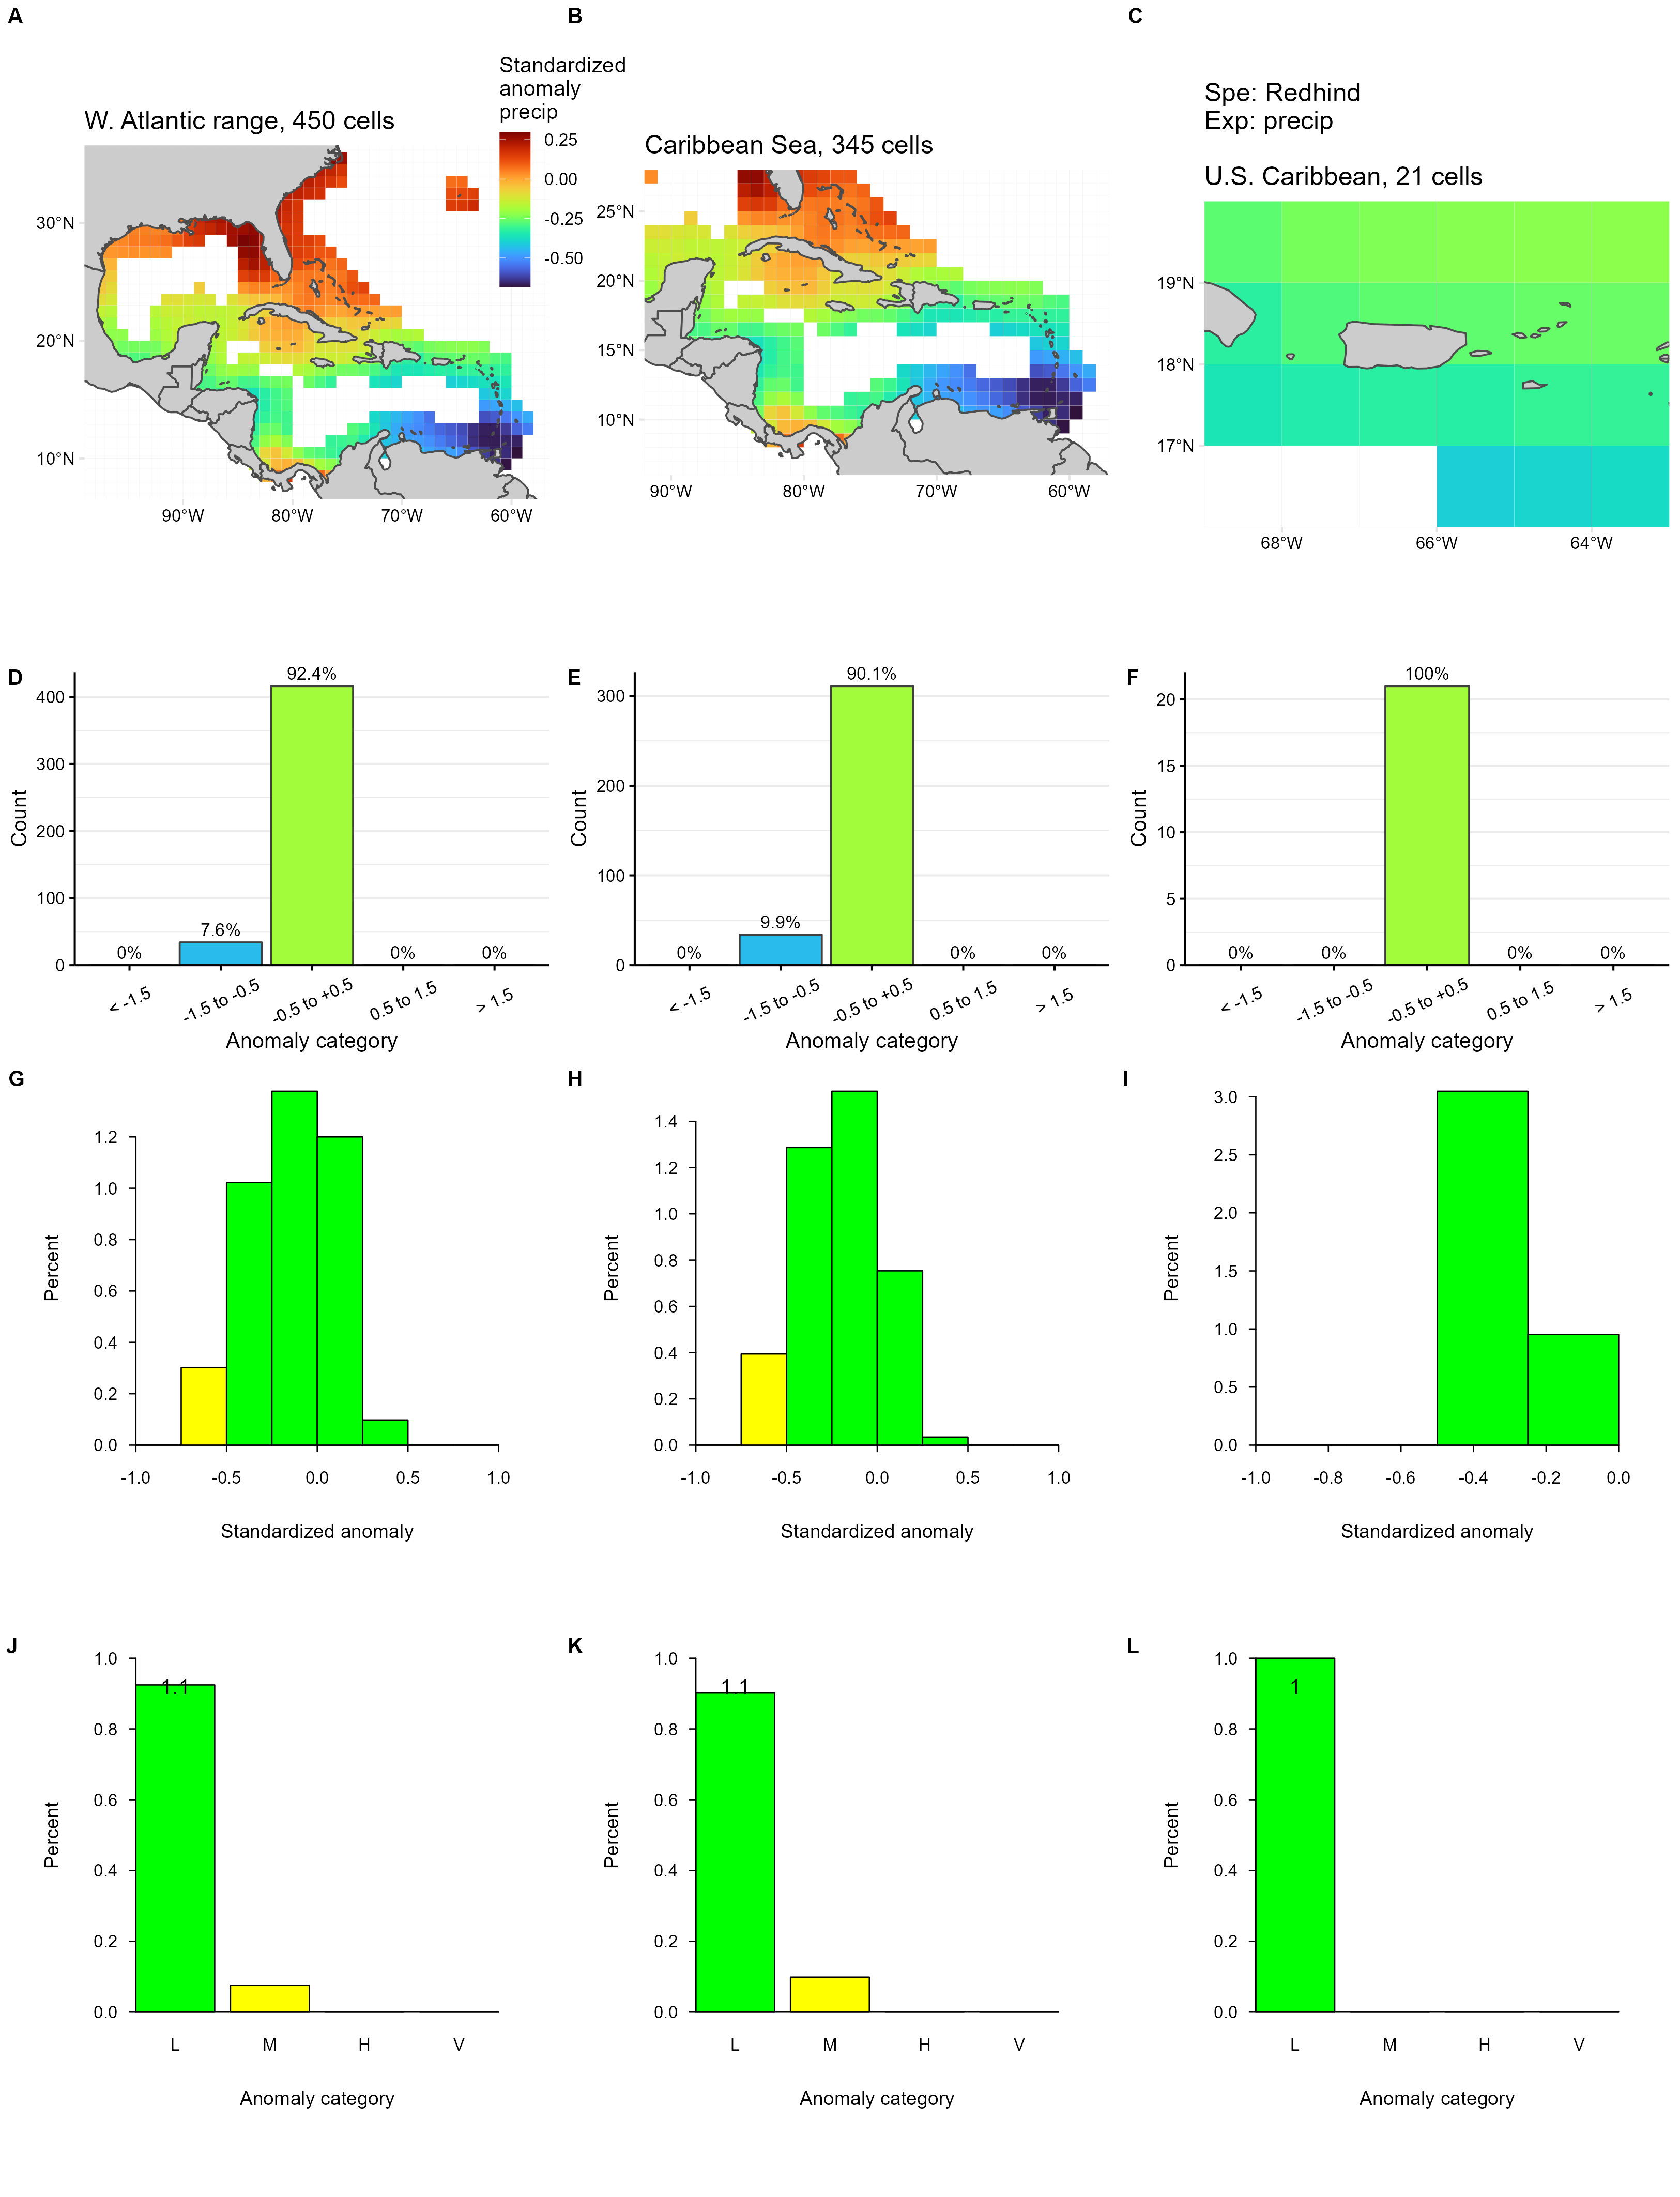 A
B
C
Standardized
anomaly
precip
0.25
0.00
-0.25
-0.50
W. Atlantic range, 450 cells
30°N
20°N
10°N
90°W 80°W 70°W 60°W
Caribbean Sea, 345 cells
25°N
20°N
15°N
10°N
90°W 80°W 70°W 60°W
Spe: Redhind
Exp: precip
U.S. Caribbean, 21 cells
19°N
18°N
17°N
68°W 66°W 64°W
D
Count
400
300
200
100
0
0% 7.6% 92.4% 0% 0%
< -1.5 -1.5 to -0.5 -0.5 to +0.5 0.5 to 1.5 > 1.5
Anomaly category
E
Count
300
200
100
0
0% 9.9% 90.1% 0% 0%
< -1.5 -1.5 to -0.5 -0.5 to +0.5 0.5 to 1.5 > 1.5
Anomaly category
F
Count
20
15
10
5
0
0% 0% 100% 0% 0%
< -1.5 -1.5 to -0.5 -0.5 to +0.5 0.5 to 1.5 > 1.5
Anomaly category
G
Percent
1.2
1.0
0.8
0.6
0.4
0.2
0.0
-1.0 -0.5 0.0 0.5 1.0
Standardized anomaly
H
Percent
1.4
1.2
1.0
0.8
0.6
0.4
0.2
0.0
-1.0 -0.5 0.0 0.5 1.0
Standardized anomaly
I
Percent
3.0
2.5
2.0
1.5
1.0
0.5
0.0
-1.0 -0.8 -0.6 -0.4 -0.2 0.0
Standardized anomaly
J
Percent
1.0
0.8
0.6
0.4
0.2
0.0
1.1
L M H V
Anomaly category
K
Percent
1.0
0.8
0.6
0.4
0.2
0.0
1.1
L M H V
Anomaly category
L
Percent
1.0
0.8
0.6
0.4
0.2
0.0
1
L M H V
Anomaly category